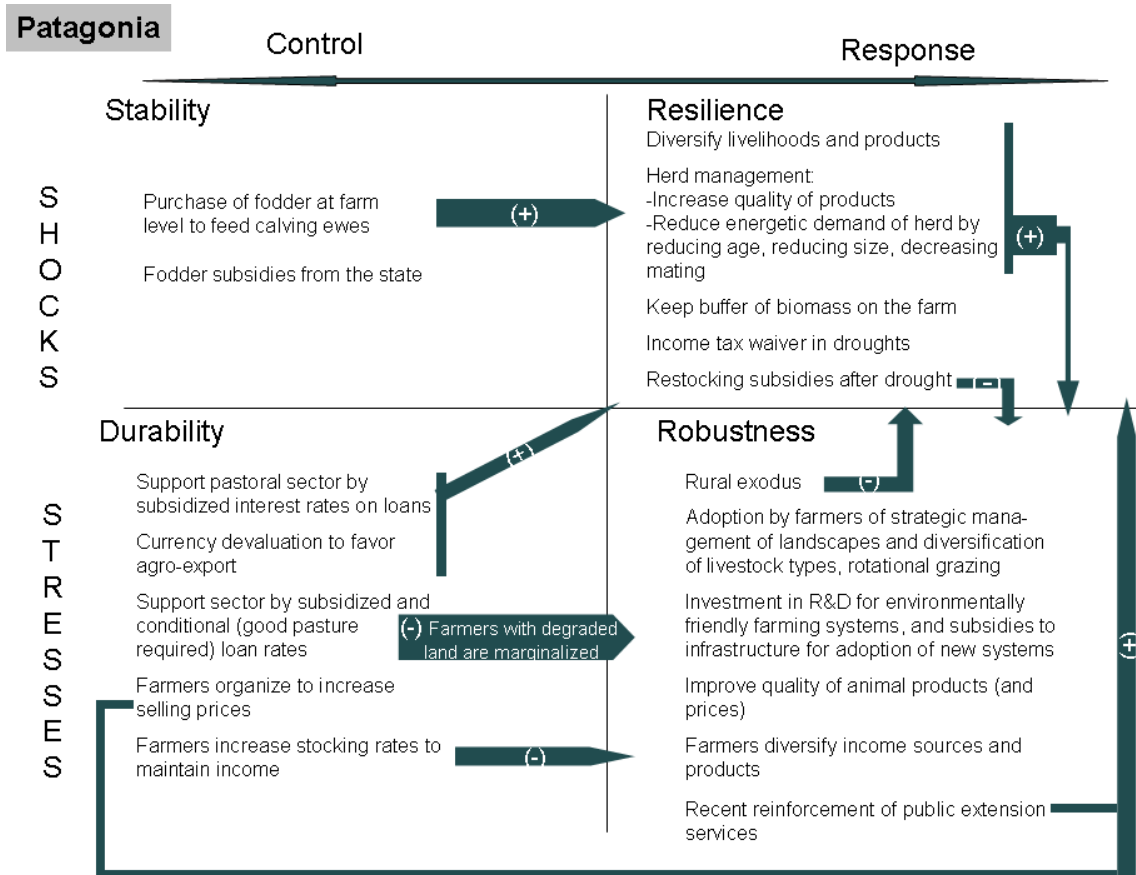 Patagonia
Control
Response
Stability
Purchase of fodder at farm
level to feed calving ewes
(+)
Fodder subsidies from the state
Resilience
Diversify livelihoods and products
Herd management:
-Increase quality of products
-Reduce energetic demand of herd by
reducing age, reducing size, decreasing
mating
(+)
Keep buffer of biomass on the farm
Income tax waiver in droughts
Restocking subsidies after drought
(-)
SHOCKS
Durability
Support pastoral sector by
subsidized interest rates on loans
(+)
Currency devaluation to favor
agro-export
Support sector by subsidized and
conditional (good pasture
required) loan rates
(-) Farmers with degraded
land are marginalized
Farmers organize to increase
selling prices
Farmers increase stocking rates to
maintain income
(-)
Robustness
Rural exodus
(-)
Adoption by farmers of strategic mana-
gement of landscapes and diversification
of livestock types, rotational grazing
Investment in R&D for environmentally
friendly farming systems, and subsidies to
infrastructure for adoption of new systems
Improve quality of animal products (and
prices)
Farmers diversify income sources and
products
Recent reinforcement of public extension
services
(+)
STRESSES